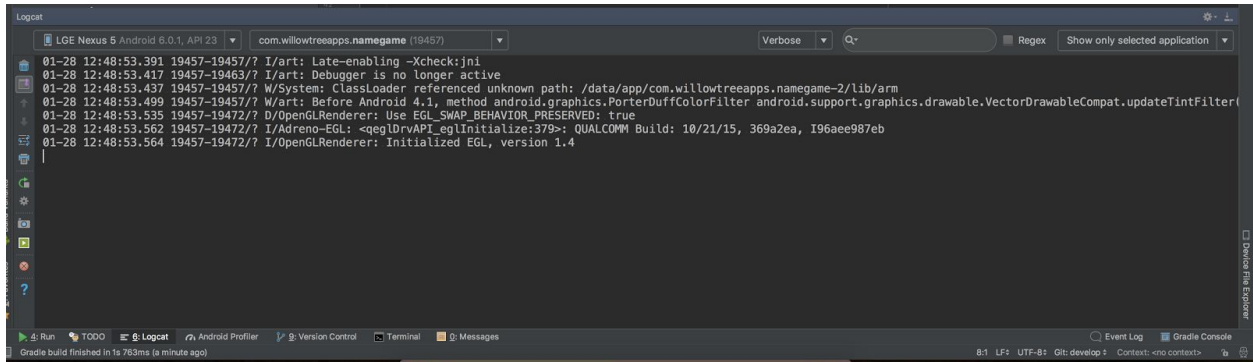 Logcat
LGE Nexus 5 Android 6.0.1, API 23 com.willowtreeapps.namegame (19457) Verbose Regex Show only selected application
01-28 12:48:53.391 19457-19457/? I/art: Late-enabling -Xcheck:jni
01-28 12:48:53.417 19457-19463/? I/art: Debugger is no longer active
01-28 12:48:53.437 19457-19457/? W/System: ClassLoader referenced unknown path: /data/app/com.willowtreeapps.namegame-2/lib/arm
01-28 12:48:53.499 19457-19457/? W/art: Before Android 4.1, method android.graphics.PorterDuffColorFilter android.support.graphics.drawable.VectorDrawableCompat.updateTintFilter(
01-28 12:48:53.535 19457-19472/? D/OpenGLRenderer: Use EGL_SWAP_BEHAVIOR_PRESERVED: true
01-28 12:48:53.562 19457-19472/? I/Adreno-EGL: <qeglDrvAPI_eglInitialize:379>: QUALCOMM Build: 10/21/15, 369a2ea, I96aee987eb
01-28 12:48:53.564 19457-19472/? I/OpenGLRenderer: Initialized EGL, version 1.4
Device File Explorer
4: Run TODO 6: Logcat Android Profiler 9: Version Control Terminal 0: Messages Event Log Gradle Console
Gradle build finished in 1s 763ms (a minute ago) 8:1 LF UTF-8 Git: develop Context: <no context>